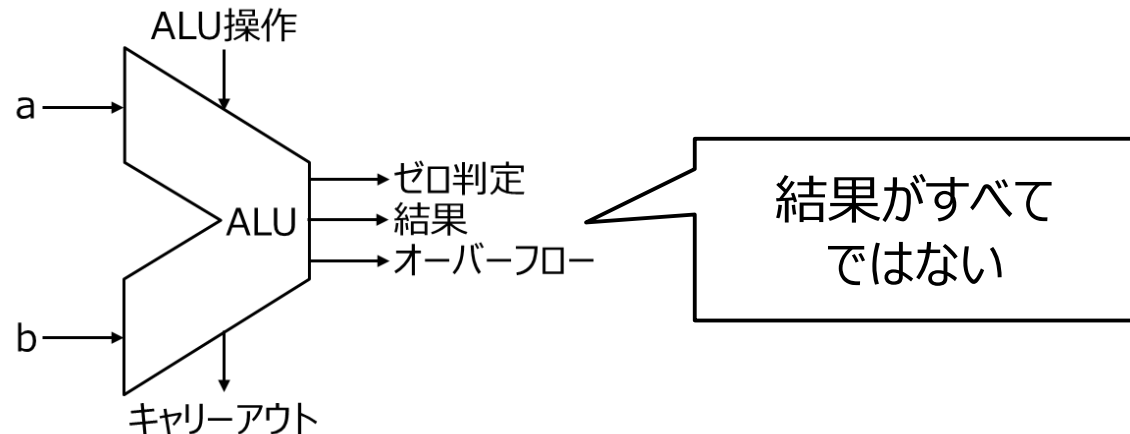 ALU操作
a
ゼロ判定
ALU
結果
オーバーフロー
b
キャリーアウト
結果がすべて
ではない